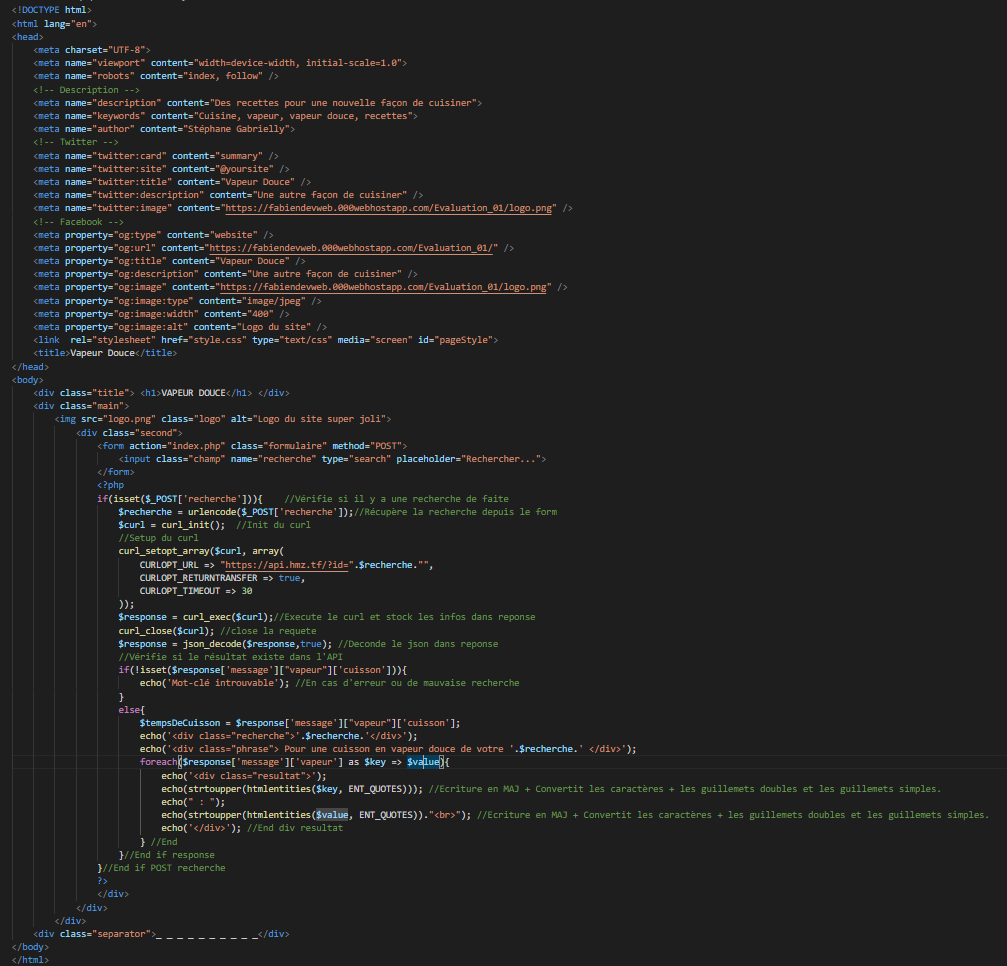 <!DOCTYPE html>
<html lang="en">
<head>
    <meta charset="UTF-8">
    <meta name="viewport" content="width=device-width, initial-scale=1.0">
    <meta name="robots" content="index, follow" />
    <!-- Description -->
    <meta name="description" content="Des recettes pour une nouvelle façon de cuisiner">
    <meta name="keywords" content="Cuisine, vapeur, vapeur douce, recettes">
    <meta name="author" content="Stéphane Gabrielly">
    <!-- Twitter -->
    <meta name="twitter:card" content="summary" />
    <meta name="twitter:site" content="@yoursite" />
    <meta name="twitter:title" content="Vapeur Douce" />
    <meta name="twitter:description" content="Une autre façon de cuisiner" />
    <meta name="twitter:image" content="https://fabiendevweb.000webhostapp.com/Evaluation_01/logo.png" />
    <!-- Facebook -->
    <meta property="og:type" content="website" />
    <meta property="og:url" content="https://fabiendevweb.000webhostapp.com/Evaluation_01/" />
    <meta property="og:title" content="Vapeur Douce" />
    <meta property="og:description" content="Une autre façon de cuisiner" />
    <meta property="og:image" content="https://fabiendevweb.000webhostapp.com/Evaluation_01/logo.png" />
    <meta property="og:image:type" content="image/jpeg" />
    <meta property="og:image:width" content="400" />
    <meta property="og:image:alt" content="Logo du site" />
    <link  rel="stylesheet" href="style.css" type="text/css" media="screen" id="pageStyle">
    <title>Vapeur Douce</title>
</head>
<body>
    <div class="title"> <h1>VAPEUR DOUCE</h1> </div>
    <div class="main">
        <img src="logo.png" class="logo" alt="Logo du site super joli">
            <div class="second">
                <form action="index.php" class="formulaire" method="POST">
                    <input class="champ" name="recherche" type="search" placeholder="Rechercher...">
                </form>
                <?php
                if(isset($_POST['recherche'])){    //Vérifie si il y a une recherche de faite
                    $recherche = urlencode($_POST['recherche']);//Récupère la recherche depuis le form
                    $curl = curl_init();  //Init du curl
                    //Setup du curl
                    curl_setopt_array($curl, array(
                        CURLOPT_URL => "https://api.hmz.tf/?id=".$recherche."",
                        CURLOPT_RETURNTRANSFER => true,
                        CURLOPT_TIMEOUT => 30
                    ));
                    $response = curl_exec($curl);//Execute le curl et stock les infos dans reponse
                    curl_close($curl); //close la requete
                    $response = json_decode($response,true); //Deconde le json dans reponse
                    //Vérifie si le résultat existe dans l'API
                    if(!isset($response['message']["vapeur"]['cuisson'])){
                        echo('Mot-clé introuvable'); //En cas d'erreur ou de mauvaise recherche
                    }
                    else{
                        $tempsDeCuisson = $response['message']["vapeur"]['cuisson'];
                        echo('<div class="recherche">'.$recherche.'</div>');
                        echo('<div class="phrase"> Pour une cuisson en vapeur douce de votre '.$recherche.' </div>');
                        foreach($response['message']['vapeur'] as $key => $value){
                            echo('<div class="resultat">');
                            echo(strtoupper(htmlentities($key, ENT_QUOTES))); //Ecriture en MAJ + Convertit les caractères + les guillemets doubles et les guillemets simples.
                            echo(" : ");
                            echo(strtoupper(htmlentities($value, ENT_QUOTES))."<br>"); //Ecriture en MAJ + Convertit les caractères + les guillemets doubles et les guillemets simples.
                            echo('</div>'); //End div resultat
                        } //End
                    }//End if response
                }//End if POST recherche
                ?>
                </div>
            </div>
        </div>
    <div class="separator">_ _ _ _ _ _ _ _ _ _</div>
</body>
</html>